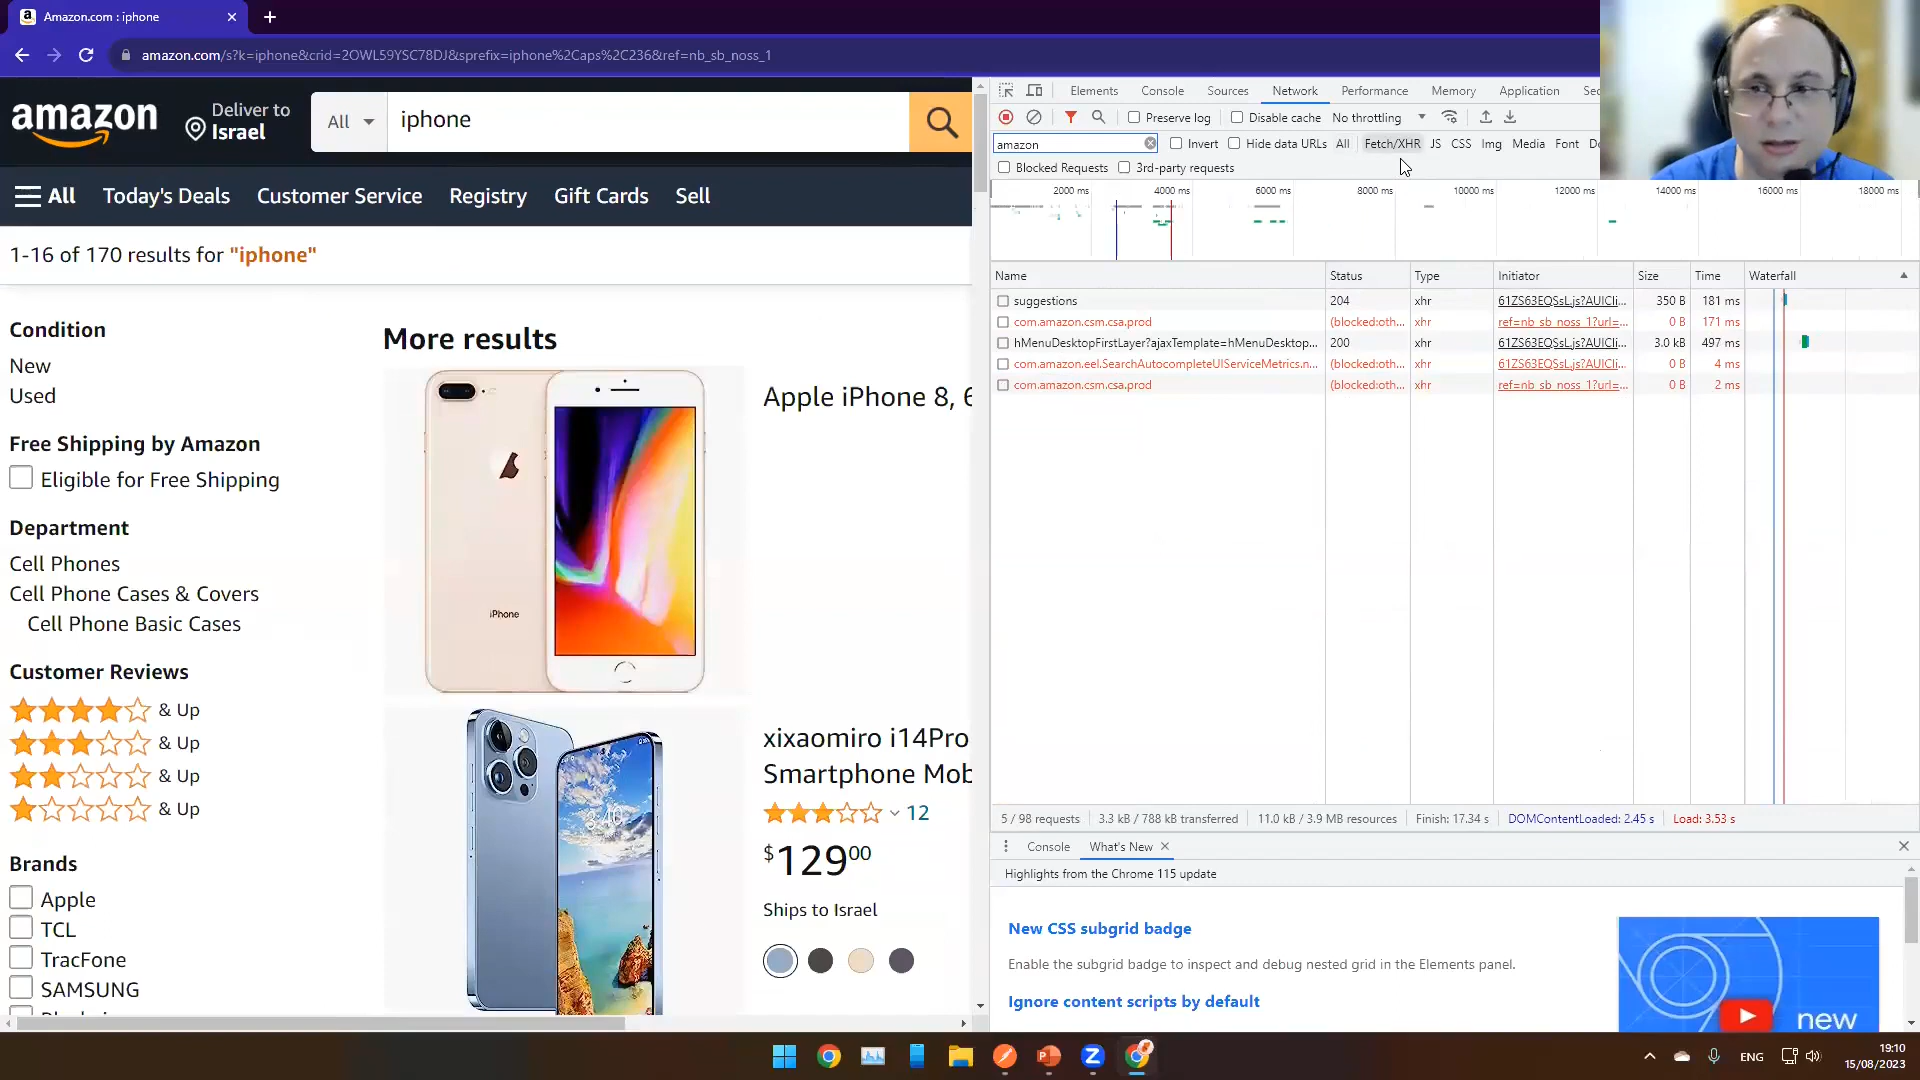 Amazon.com : iphone
amazon.com/s?k=iphone&crid=2OWL59YSC78DJ&sprefix=iphone%2Caps%2C236&ref=nb_sb_noss_1
amazon
Deliver to
Israel
All
iphone
All
Today's Deals
Customer Service
Registry
Gift Cards
Sell
1-16 of 170 results for "iphone"
Condition
New
Used
Free Shipping by Amazon
Eligible for Free Shipping
Department
Cell Phones
Cell Phone Cases & Covers
Cell Phone Basic Cases
Customer Reviews
& Up
& Up
& Up
& Up
Brands
Apple
TCL
TracFone
SAMSUNG
More results
iPhone
Apple iPhone 8, 6
xixaomiro i14Pro
Smartphone Mob
12
$12900
Ships to Israel
Elements
Console
Sources
Network
Performance
Memory
Application
Sec
Preserve log
Disable cache
No throttling
amazon
Invert
Hide data URLs
All
Fetch/XHR
JS
CSS
Img
Media
Font
Blocked Requests
3rd-party requests
2000 ms
4000 ms
6000 ms
8000 ms
10000 ms
12000 ms
14000 ms
16000 ms
18000 ms
Name Status Type Initiator Size Time Waterfall
suggestions 204 xhr 61ZS63EQSsL.js?AUICli... 350 B 181 ms
com.amazon.csm.csa.prod (blocked:oth... xhr ref=nb_sb_noss_1?url=... 0 B 171 ms
hMenuDesktopFirstLayer?ajaxTemplate=hMenuDesktop... 200 xhr 61ZS63EQSsL.js?AUICli... 3.0 kB 497 ms
com.amazon.eel.SearchAutocompleteUIServiceMetrics.n... (blocked:oth... xhr 61ZS63EQSsL.js?AUICli... 0 B 4 ms
com.amazon.csm.csa.prod (blocked:oth... xhr ref=nb_sb_noss_1?url=... 0 B 2 ms
5 / 98 requests
3.3 kB / 788 kB transferred
11.0 kB / 3.9 MB resources
Finish: 17.34 s
DOMContentLoaded: 2.45 s
Load: 3.53 s
Console
What's New
Highlights from the Chrome 115 update
New CSS subgrid badge
Enable the subgrid badge to inspect and debug nested grid in the Elements panel.
Ignore content scripts by default
new
ENG
19:10
15/08/2023